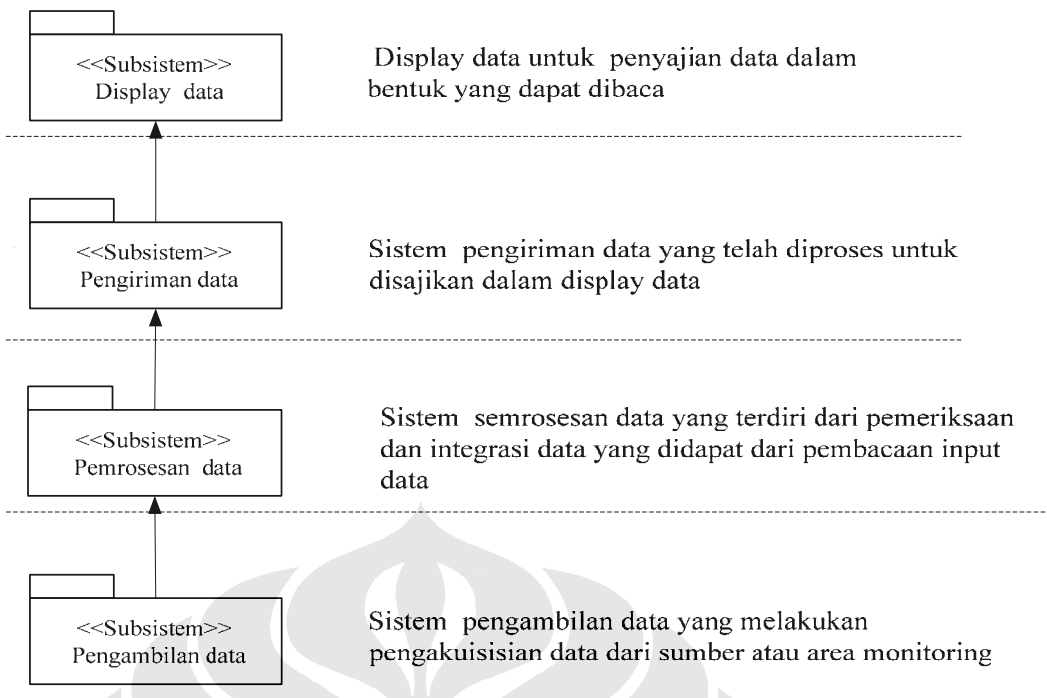 <<Subsistem>>
Display data
Display data untuk penyajian data dalam
bentuk yang dapat dibaca
<<Subsistem>>
Pengiriman data
Sistem pengiriman data yang telah diproses untuk
disajikan dalam display data
<<Subsistem>>
Pemrosesan data
Sistem semrosesan data yang terdiri dari pemeriksaan
dan integrasi data yang didapat dari pembacaan input
data
<<Subsistem>>
Pengambilan data
Sistem pengambilan data yang melakukan
pengakuisisian data dari sumber atau area monitoring